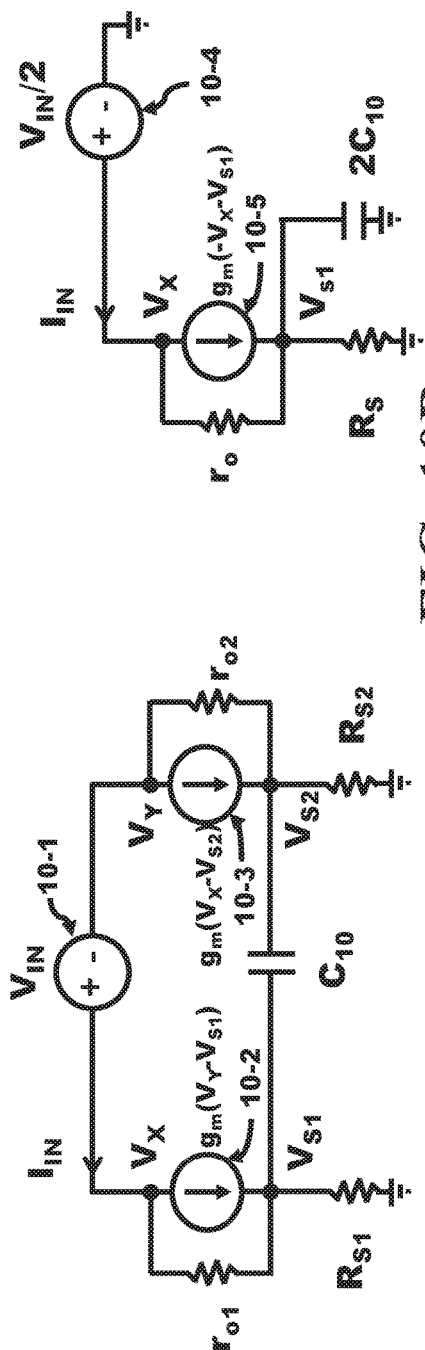 V_IN
10-1
I_IN
V_X
V_Y
g_m(V_Y-V_S1)
10-2
g_m(V_X-V_S2)
10-3
r_o1
r_o2
V_S1
V_S2
C_10
R_S1
R_S2
V_IN/2
10-4
I_IN
V_X
g_m(-V_X-V_S1)
10-5
r_o
V_s1
2C_10
R_S